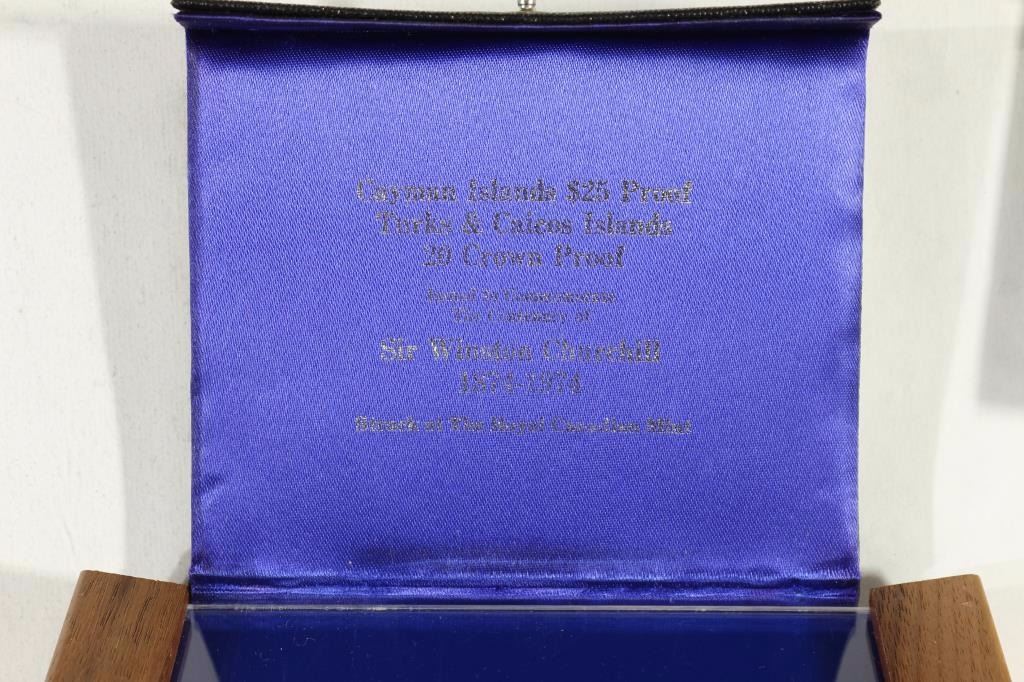 Cayman Islands $25 Proof
Turks & Caicos Islands
20 Crown Proof
Issued to Commemorate
The Centenary of
Sir Winston Churchill
1874-1974
Struck at The Royal Canadian Mint